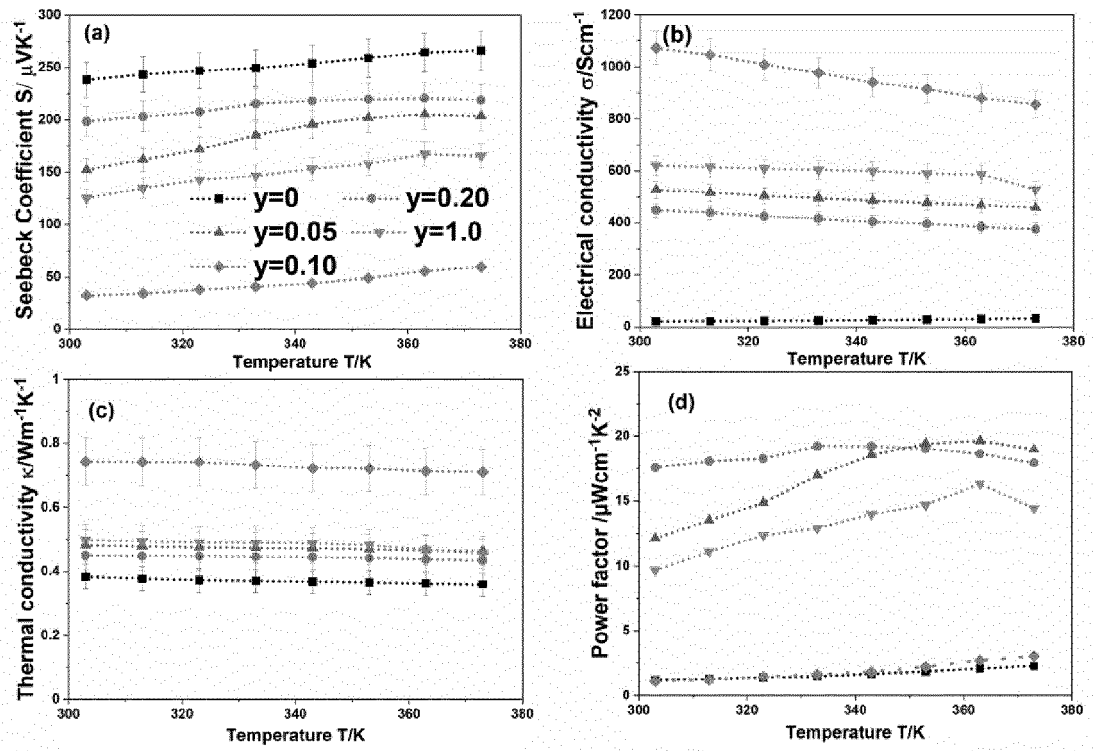 (a)
Seebeck Coefficient S/ μVK⁻¹
300
250
200
150
100
50
0
y=0 y=0.20
y=0.05 y=1.0
y=0.10
300 320 340 360 380
Temperature T/K
(b)
Electrical conductivity σ/Scm⁻¹
1200
1000
800
600
400
200
0
300 320 340 360 380
Temperature T/K
(c)
Thermal conductivity κ/Wm⁻¹K⁻¹
1
0.8
0.6
0.4
0.2
0
300 320 340 360 380
Temperature T/K
(d)
Power factor /μWcm⁻¹K⁻²
25
20
15
10
5
0
300 320 340 360 380
Temperature T/K